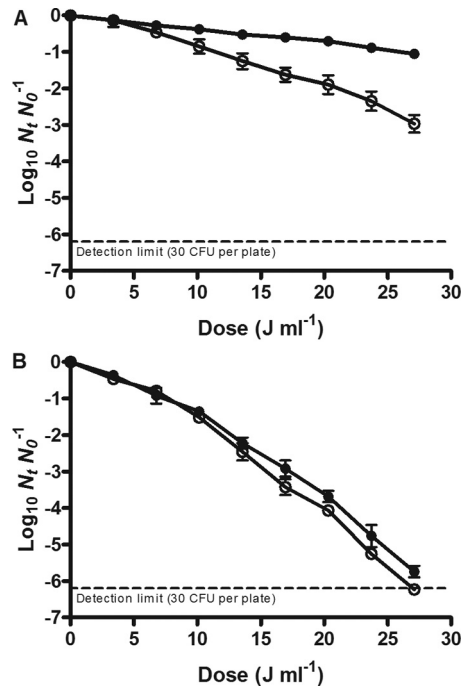 A
0
-1
-2
-3
-4
-5
-6
-7
Log10 Nt N0-1
Detection limit (30 CFU per plate)
0 5 10 15 20 25 30
Dose (J ml-1)
B
0
-1
-2
-3
-4
-5
-6
-7
Log10 Nt N0-1
Detection limit (30 CFU per plate)
0 5 10 15 20 25 30
Dose (J ml-1)